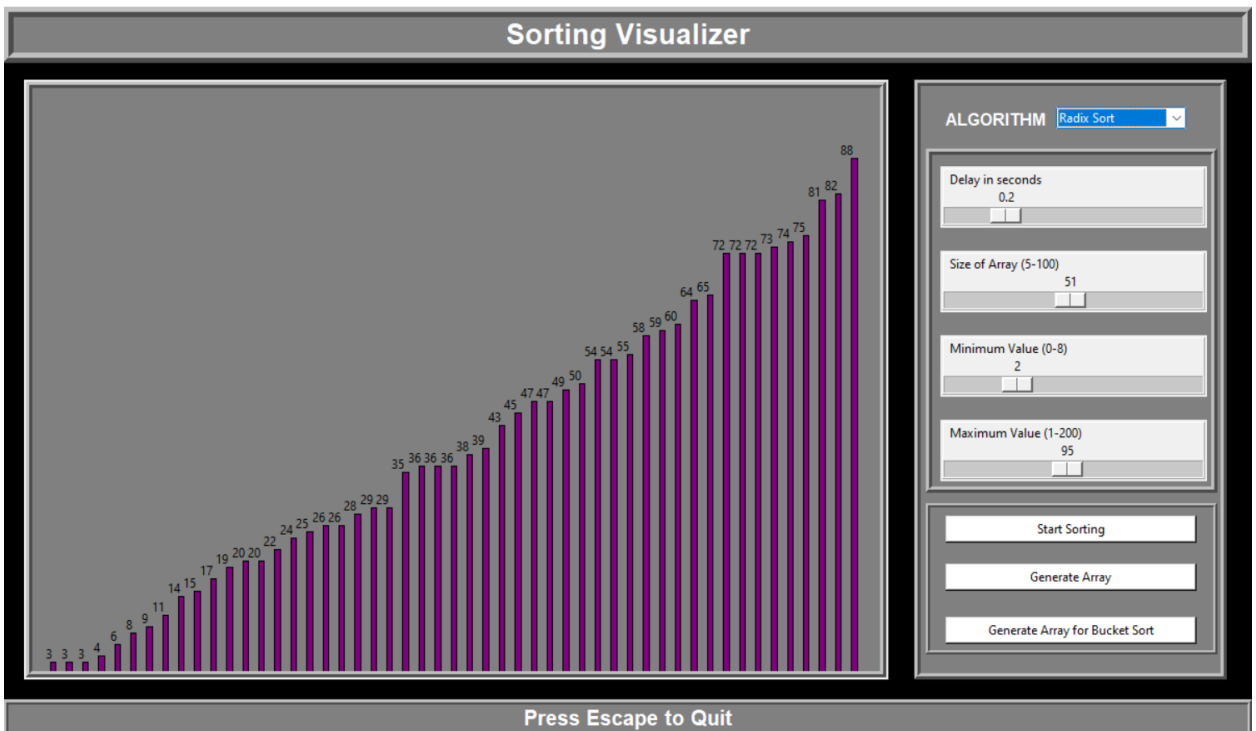 Sorting Visualizer
3 3 3 4 6 8 9 11 14 15 17 19 20 20 22 24 25 26 26 28 29 29 35 36 36 36 38 39 43 45 47 47 49 50 54 54 55 58 59 60 64 65 72 72 72 73 74 75 81 82 88
ALGORITHM Radix Sort
Delay in seconds
0.2
Size of Array (5-100)
51
Minimum Value (0-8)
2
Maximum Value (1-200)
95
Start Sorting
Generate Array
Generate Array for Bucket Sort
Press Escape to Quit